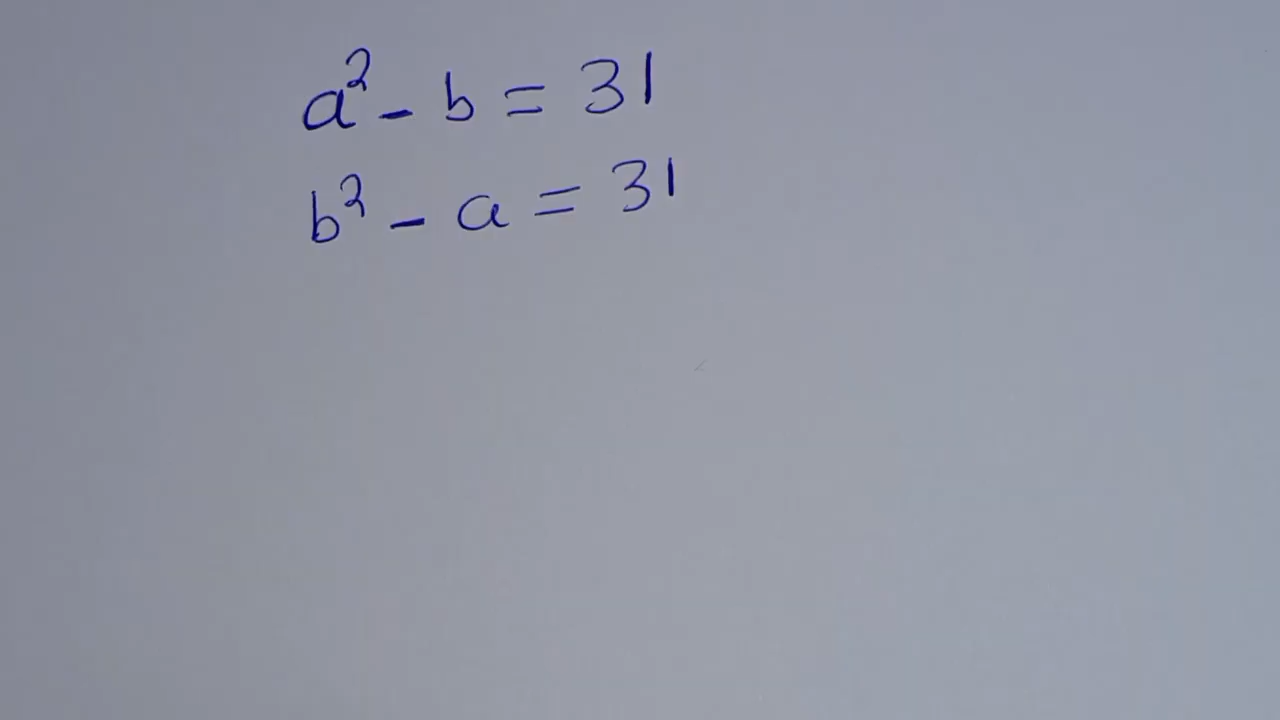 a² - b = 31
b² - a = 31